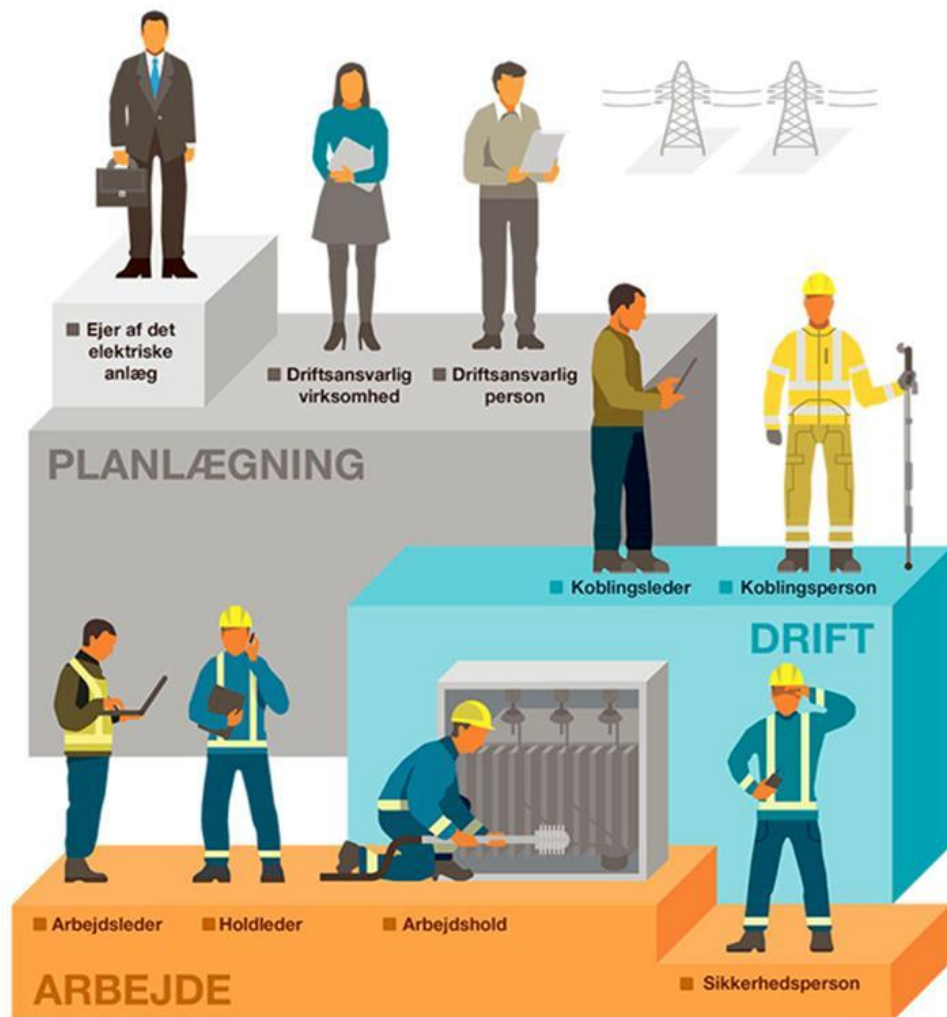 Ejer af det
elektriske
anlæg
Driftsansvarlig
virksomhed
Driftsansvarlig
person
PLANLÆGNING
Koblingsleder
Koblingsperson
DRIFT
Arbejdsleder
Holdleder
Arbejdshold
Sikkerhedsperson
ARBEJDE